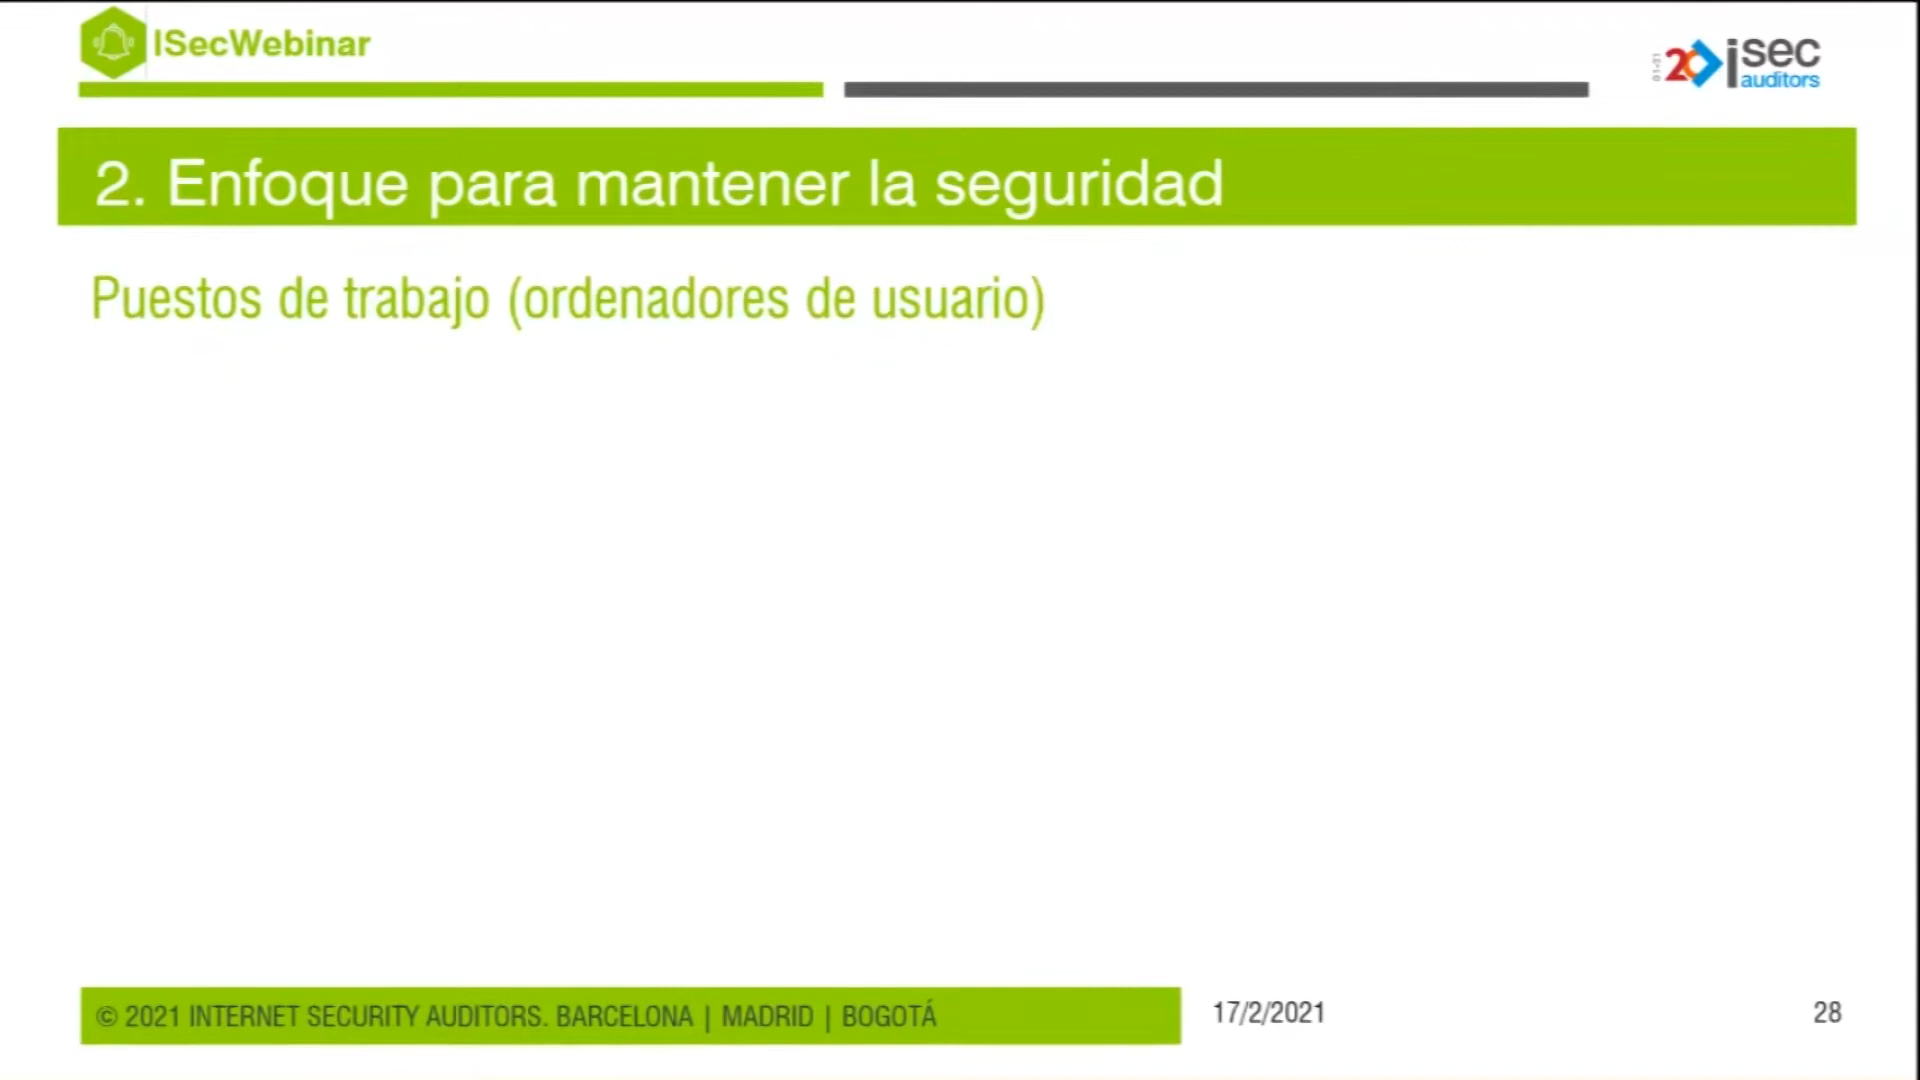 ISecWebinar
20 isec
auditors
2. Enfoque para mantener la seguridad
Puestos de trabajo (ordenadores de usuario)
© 2021 INTERNET SECURITY AUDITORS. BARCELONA | MADRID | BOGOTÁ
17/2/2021
28